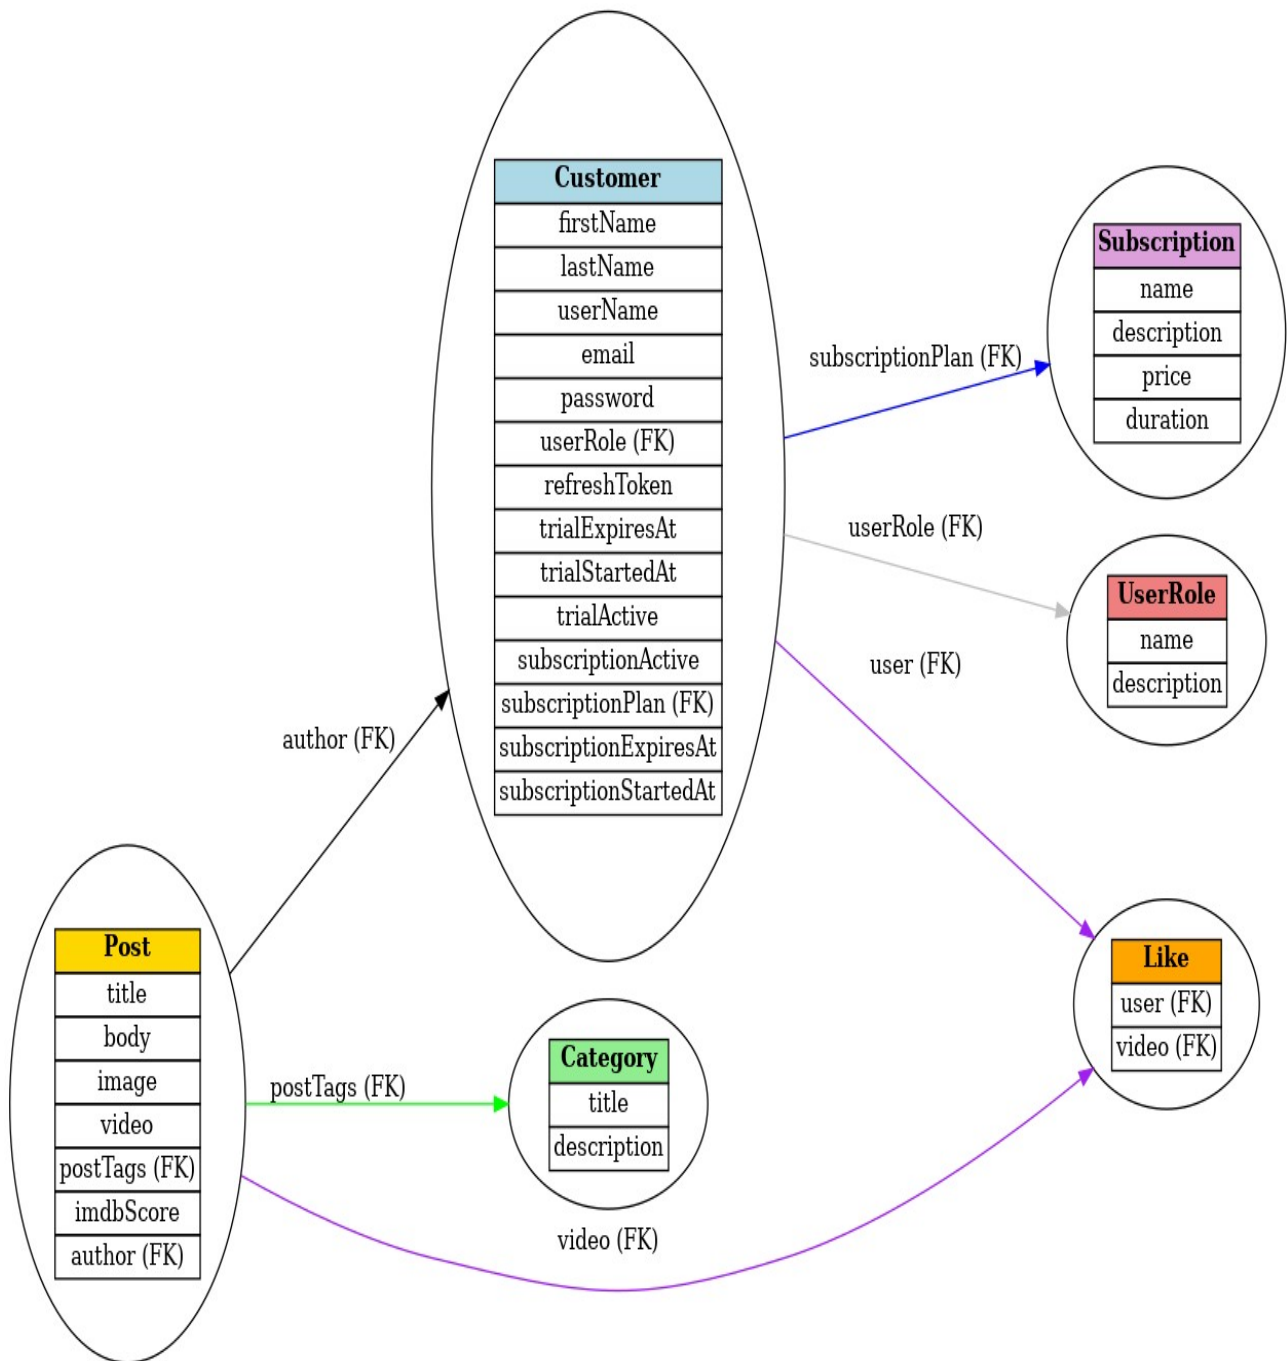 Customer
firstName
lastName
userName
email
password
userRole (FK)
refreshToken
trialExpiresAt
trialStartedAt
trialActive
subscriptionActive
subscriptionPlan (FK)
subscriptionExpiresAt
subscriptionStartedAt
subscriptionPlan (FK)
Subscription
name
description
price
duration
userRole (FK)
UserRole
name
description
user (FK)
author (FK)
Post
title
body
image
video
postTags (FK)
imdbScore
author (FK)
postTags (FK)
Category
title
description
video (FK)
Like
user (FK)
video (FK)